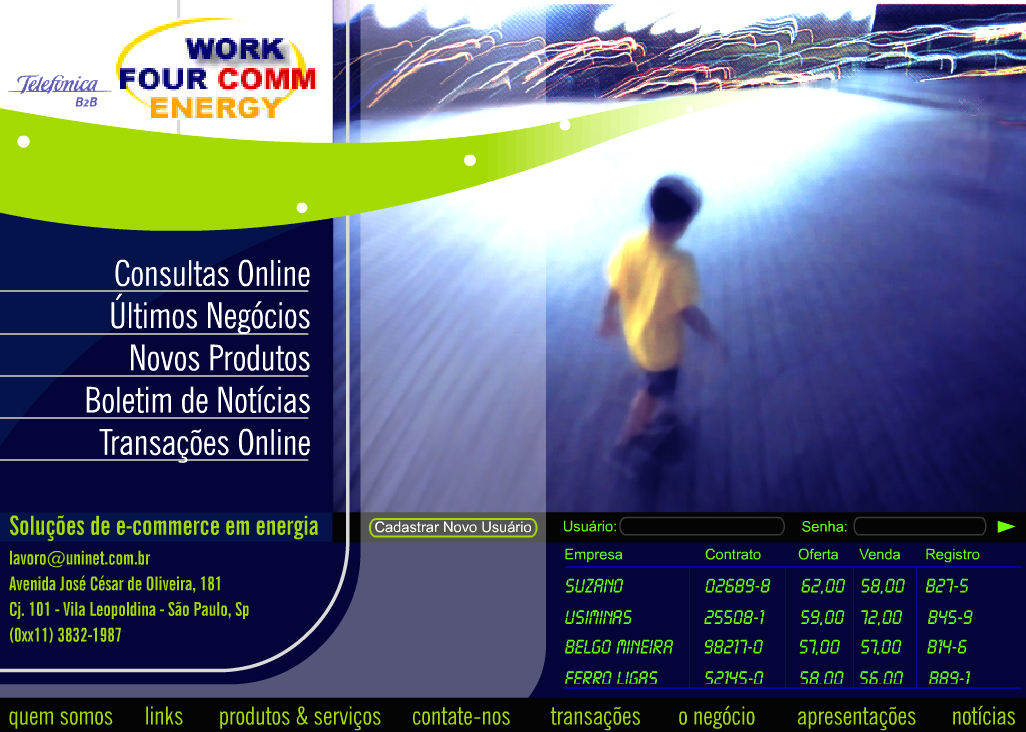 Telefónica
B2B
WORK
FOUR COMM
ENERGY
Consultas Online
Últimos Negócios
Novos Produtos
Boletim de Notícias
Transações Online
Soluções de e-commerce em energia
lavoro@uninet.com.br
Avenida José César de Oliveira, 181
Cj. 101 - Vila Leopoldina - São Paulo, Sp
(0xx11) 3832-1987
Cadastrar Novo Usuário
Usuário:
Senha:
Empresa Contrato Oferta Venda Registro
SUZANO 02689-8 62,00 58,00 B27-5
USIMINAS 25508-1 59,00 72,00 B45-9
BELGO MINEIRA 98217-0 57,00 57,00 B14-6
FERRO LIGAS 52145-0 58,00 56,00 B89-1
quem somos links produtos & serviços contate-nos transações o negócio apresentações notícias